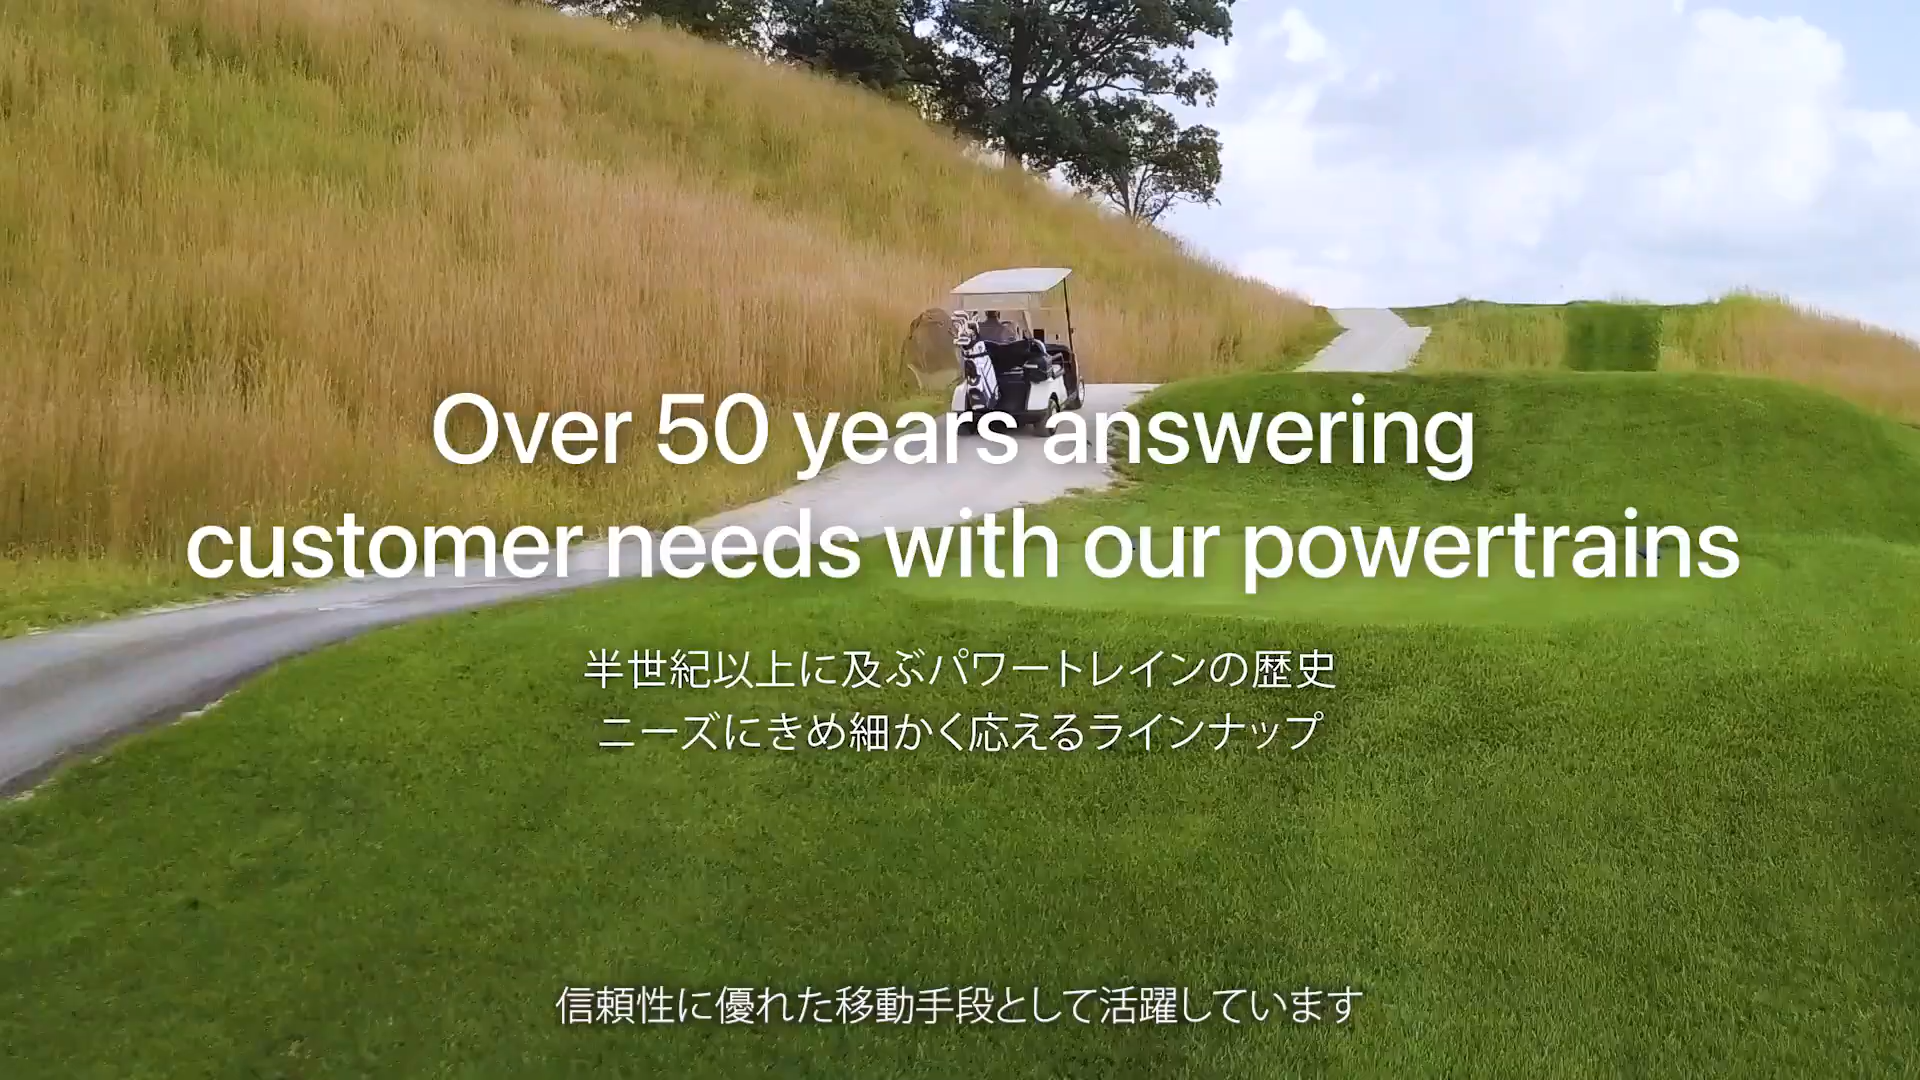 Over 50 years answering
customer needs with our powertrains
半世紀以上に及ぶパワートレインの歴史
ニーズにきめ細かく応えるラインナップ
信頼性に優れた移動手段として活躍しています